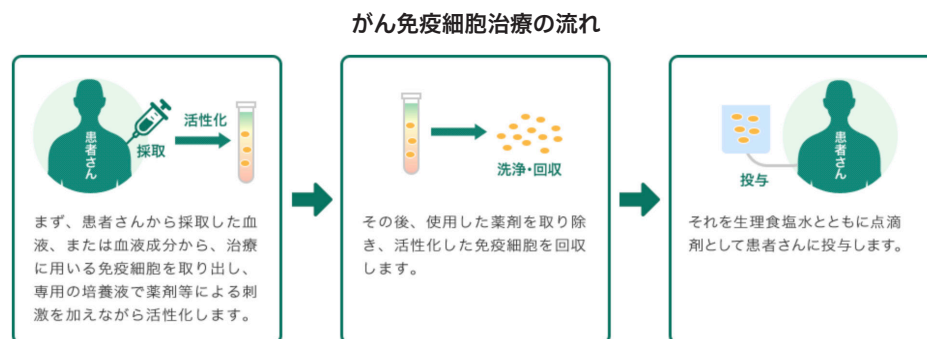 がん免疫細胞治療の流れ
患者さん
採取
活性化
まず、患者さんから採取した血
液、または血液成分から、治療
に用いる免疫細胞を取り出し、
専用の培養液で薬剤等による刺
激を加えながら活性化します。
洗浄・回収
その後、使用した薬剤を取り除
き、活性化した免疫細胞を回収
します。
患者さん
投与
それを生理食塩水とともに点滴
剤として患者さんに投与します。